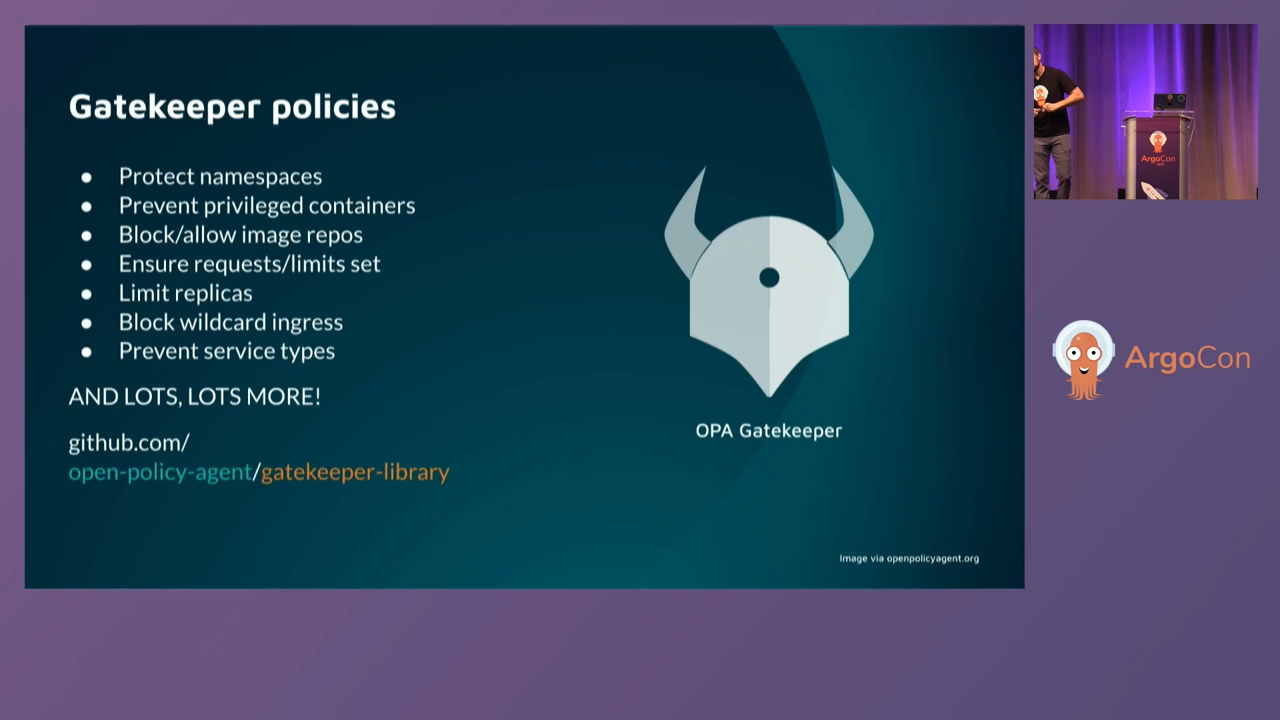 Gatekeeper policies
● Protect namespaces
● Prevent privileged containers
● Block/allow image repos
● Ensure requests/limits set
● Limit replicas
● Block wildcard ingress
● Prevent service types
AND LOTS, LOTS MORE!
github.com/
open-policy-agent/gatekeeper-library
OPA Gatekeeper
Image via openpolicyagent.org
ArgoCon
ArgoCon